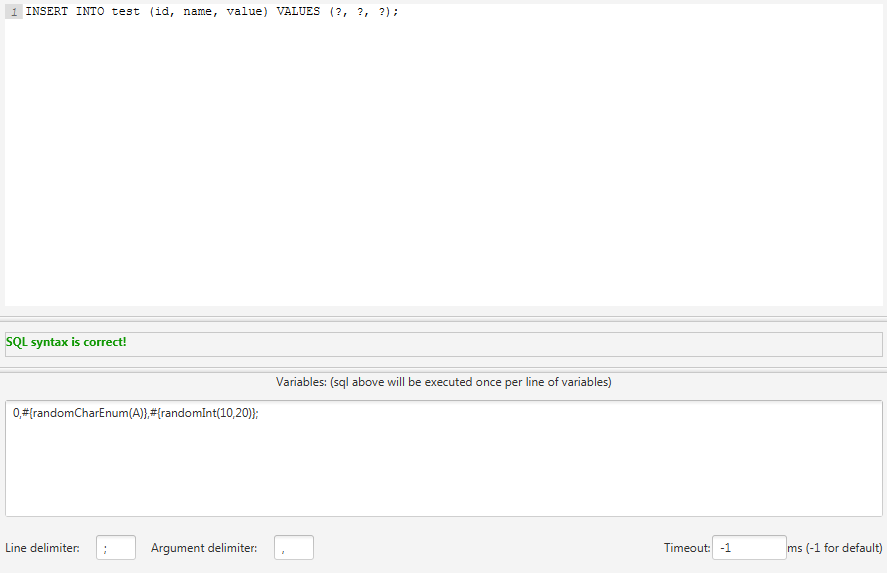 1 INSERT INTO test (id, name, value) VALUES (?, ?, ?);
SQL syntax is correct!
Variables: (sql above will be executed once per line of variables)
0,#{randomCharEnum(A)},#{randomInt(10,20)};
Line delimiter: ; Argument delimiter: , Timeout: -1 ms (-1 for default)